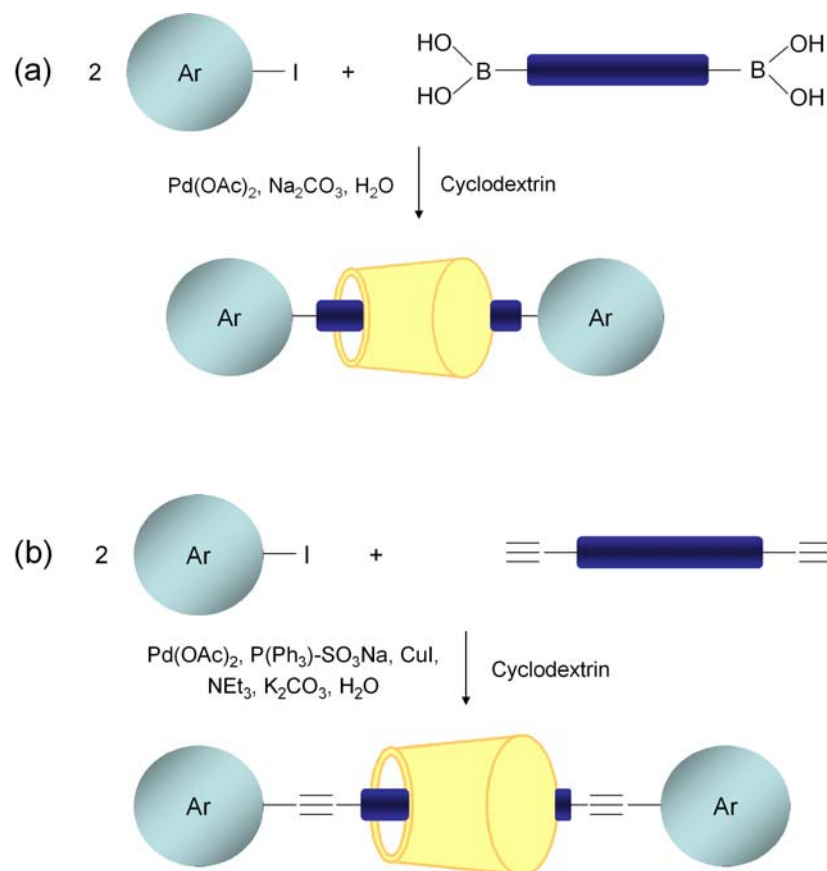 (a) 2 Ar I + HO HO B B OH OH
Pd(OAc)₂, Na₂CO₃, H₂O Cyclodextrin
Ar Ar
(b) 2 Ar I +
Pd(OAc)₂, P(Ph₃)-SO₃Na, CuI, 
NEt₃, K₂CO₃, H₂O
Cyclodextrin
Ar Ar